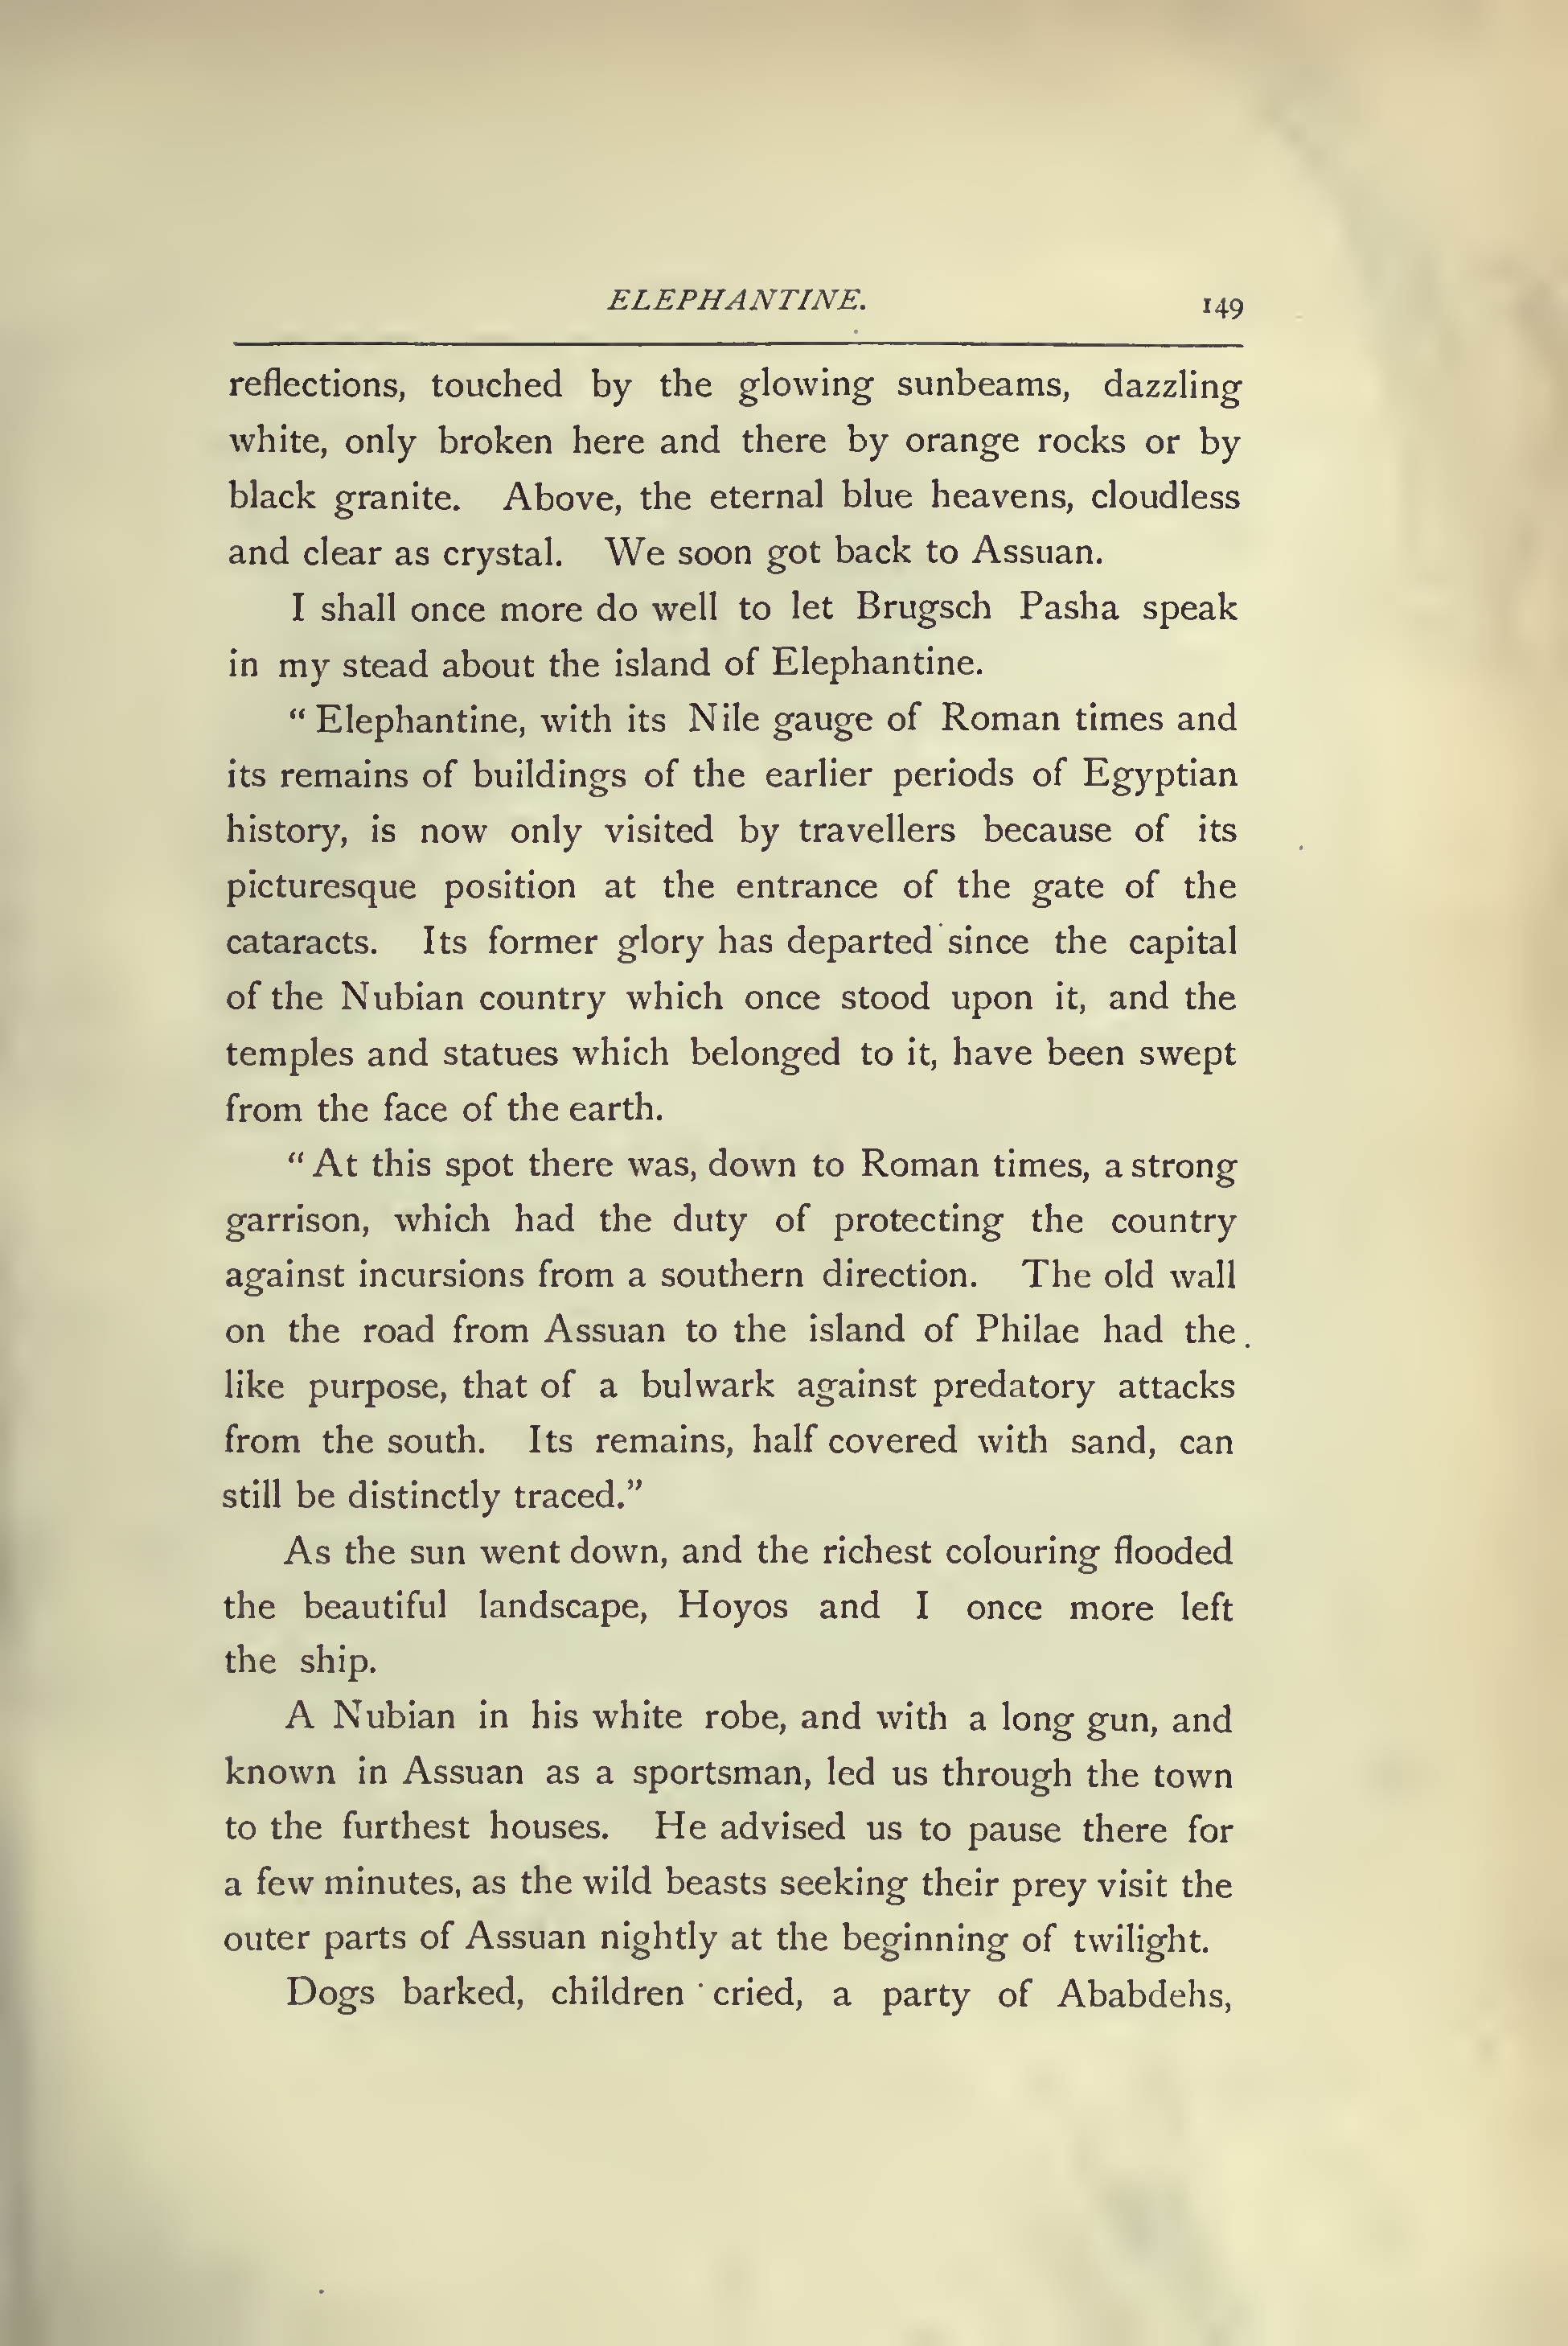 ELEPHANTINE. 149
reflections, touched by the glowing sunbeams, dazzling
white, only broken here and there by orange rocks or by
black granite. Above, the eternal blue heavens, cloudless
and clear as crystal. We soon got back to Assuan.
I shall once more do well to let Brugsch Pasha speak
in my stead about the island of Elephantine.
“Elephantine, with its Nile gauge of Roman times and
its remains of buildings of the earlier periods of Egyptian
history, is now only visited by travellers because of its
picturesque position at the entrance of the gate of the
cataracts. Its former glory has departed since the capital
of the Nubian country which once stood upon it, and the
temples and statues which belonged to it, have been swept
from the face of the earth.
“At this spot there was, down to Roman times, a strong
garrison, which had the duty of protecting the country
against incursions from a southern direction. The old wall
on the road from Assuan to the island of Philae had the
like purpose, that of a bulwark against predatory attacks
from the south. Its remains, half covered with sand, can
still be distinctly traced.”
As the sun went down, and the richest colouring flooded
the beautiful landscape, Hoyos and I once more left
the ship.
A Nubian in his white robe, and with a long gun, and
known in Assuan as a sportsman, led us through the town
to the furthest houses. He advised us to pause there for
a few minutes, as the wild beasts seeking their prey visit the
outer parts of Assuan nightly at the beginning of twilight.
Dogs barked, children cried, a party of Ababdehs,